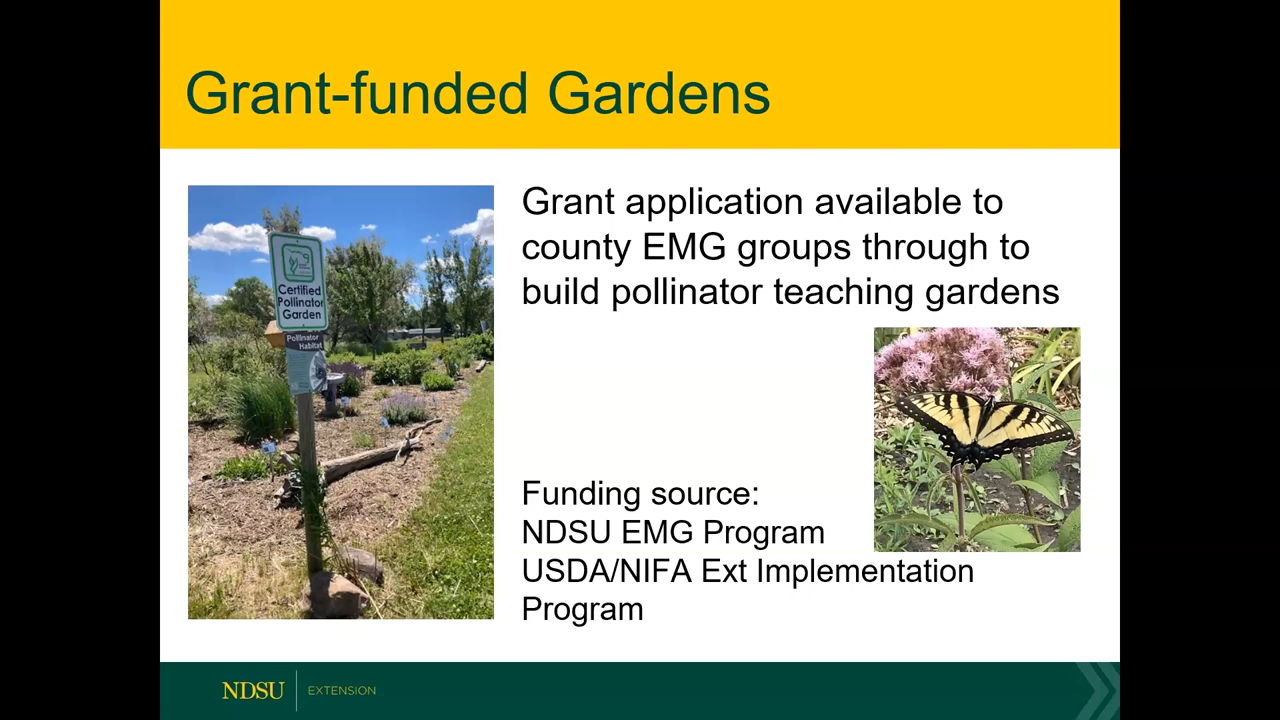 Grant-funded Gardens
Certified
Pollinator
Garden
Pollinator
Habitat
Grant application available to
county EMG groups through to
build pollinator teaching gardens
Funding source:
NDSU EMG Program
USDA/NIFA Ext Implementation
Program
NDSU EXTENSION